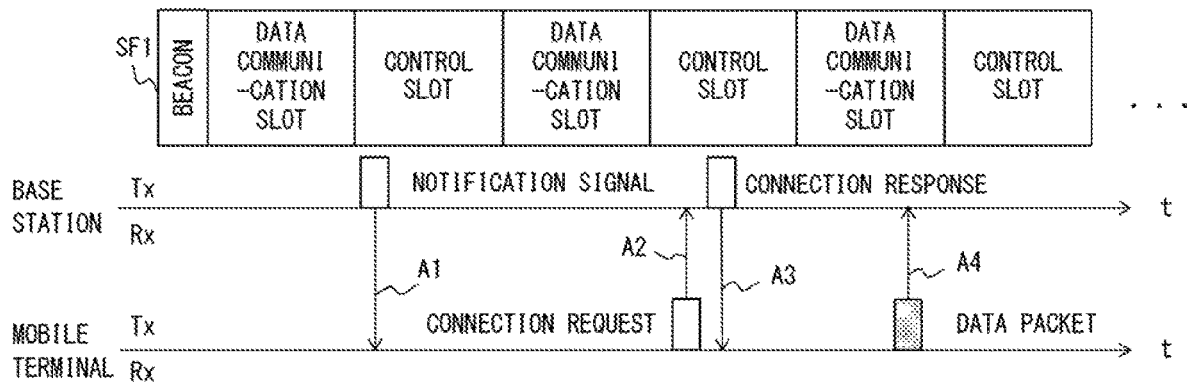 SF1
BEACON
DATA
COMMUNI
-CATION
SLOT
CONTROL
SLOT
DATA
COMMUNI
-CATION
SLOT
CONTROL
SLOT
DATA
COMMUNI
-CATION
SLOT
CONTROL
SLOT
. . .
BASE
STATION
Tx
Rx
NOTIFICATION SIGNAL
CONNECTION RESPONSE
t
A1
A2
A3
A4
MOBILE
TERMINAL
Tx
Rx
CONNECTION REQUEST
DATA PACKET
t